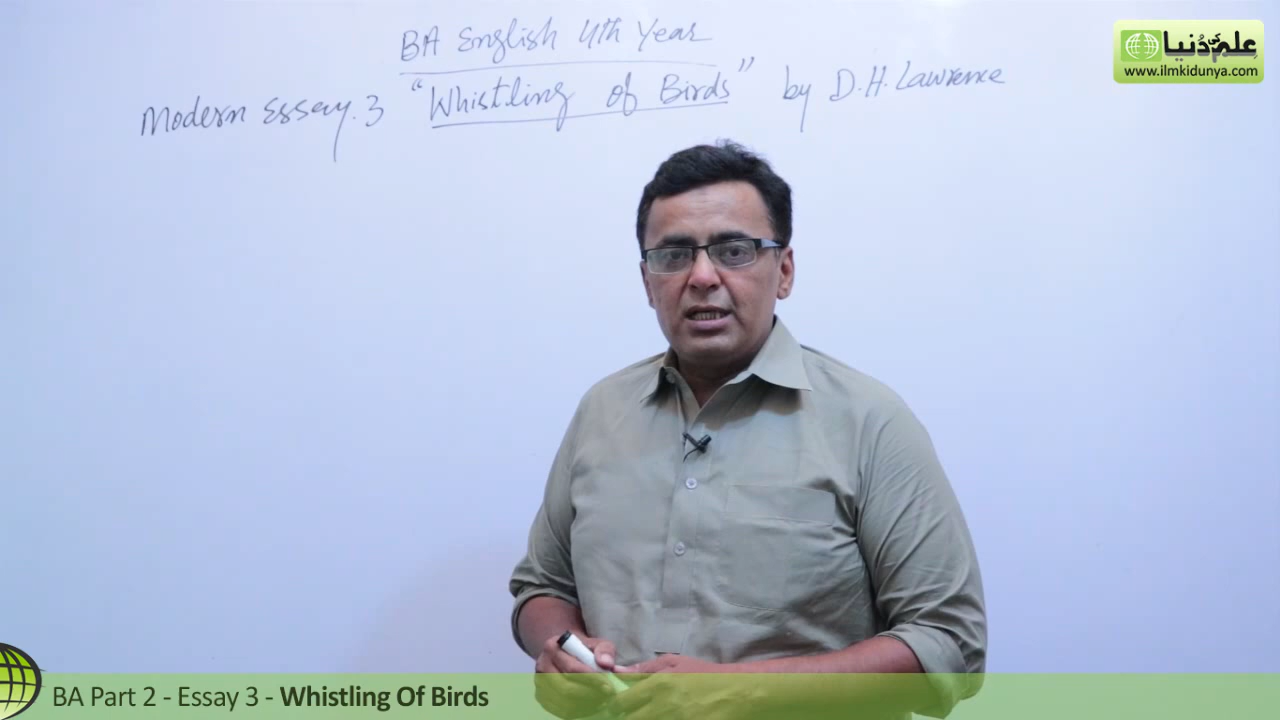 BA English 4th Year
Modern Essay.3 "Whistling of Birds" by D.H. Lawrence
علم کی دُنیا
www.ilmkidunya.com
BA Part 2 - Essay 3 - Whistling Of Birds